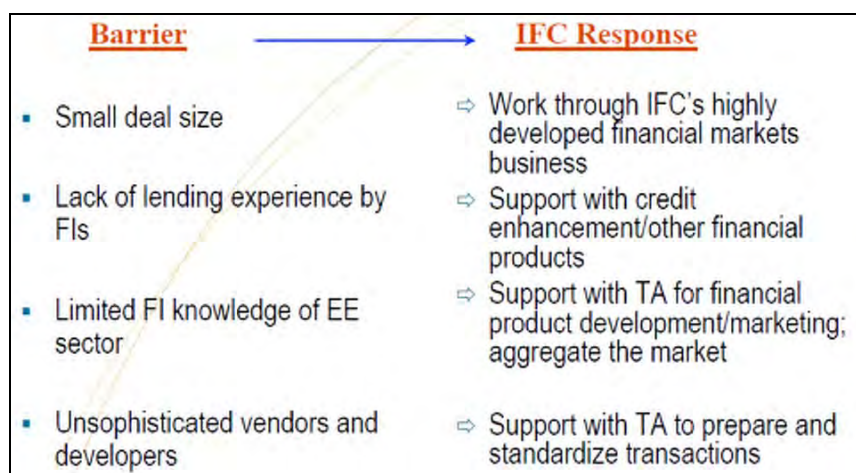 Barrier
IFC Response
▪ Small deal size
⇨ Work through IFC's highly
developed financial markets
business
▪ Lack of lending experience by
FIs
⇨ Support with credit
enhancement/other financial
products
▪ Limited FI knowledge of EE
sector
⇨ Support with TA for financial
product development/marketing;
aggregate the market
▪ Unsophisticated vendors and
developers
⇨ Support with TA to prepare and
standardize transactions